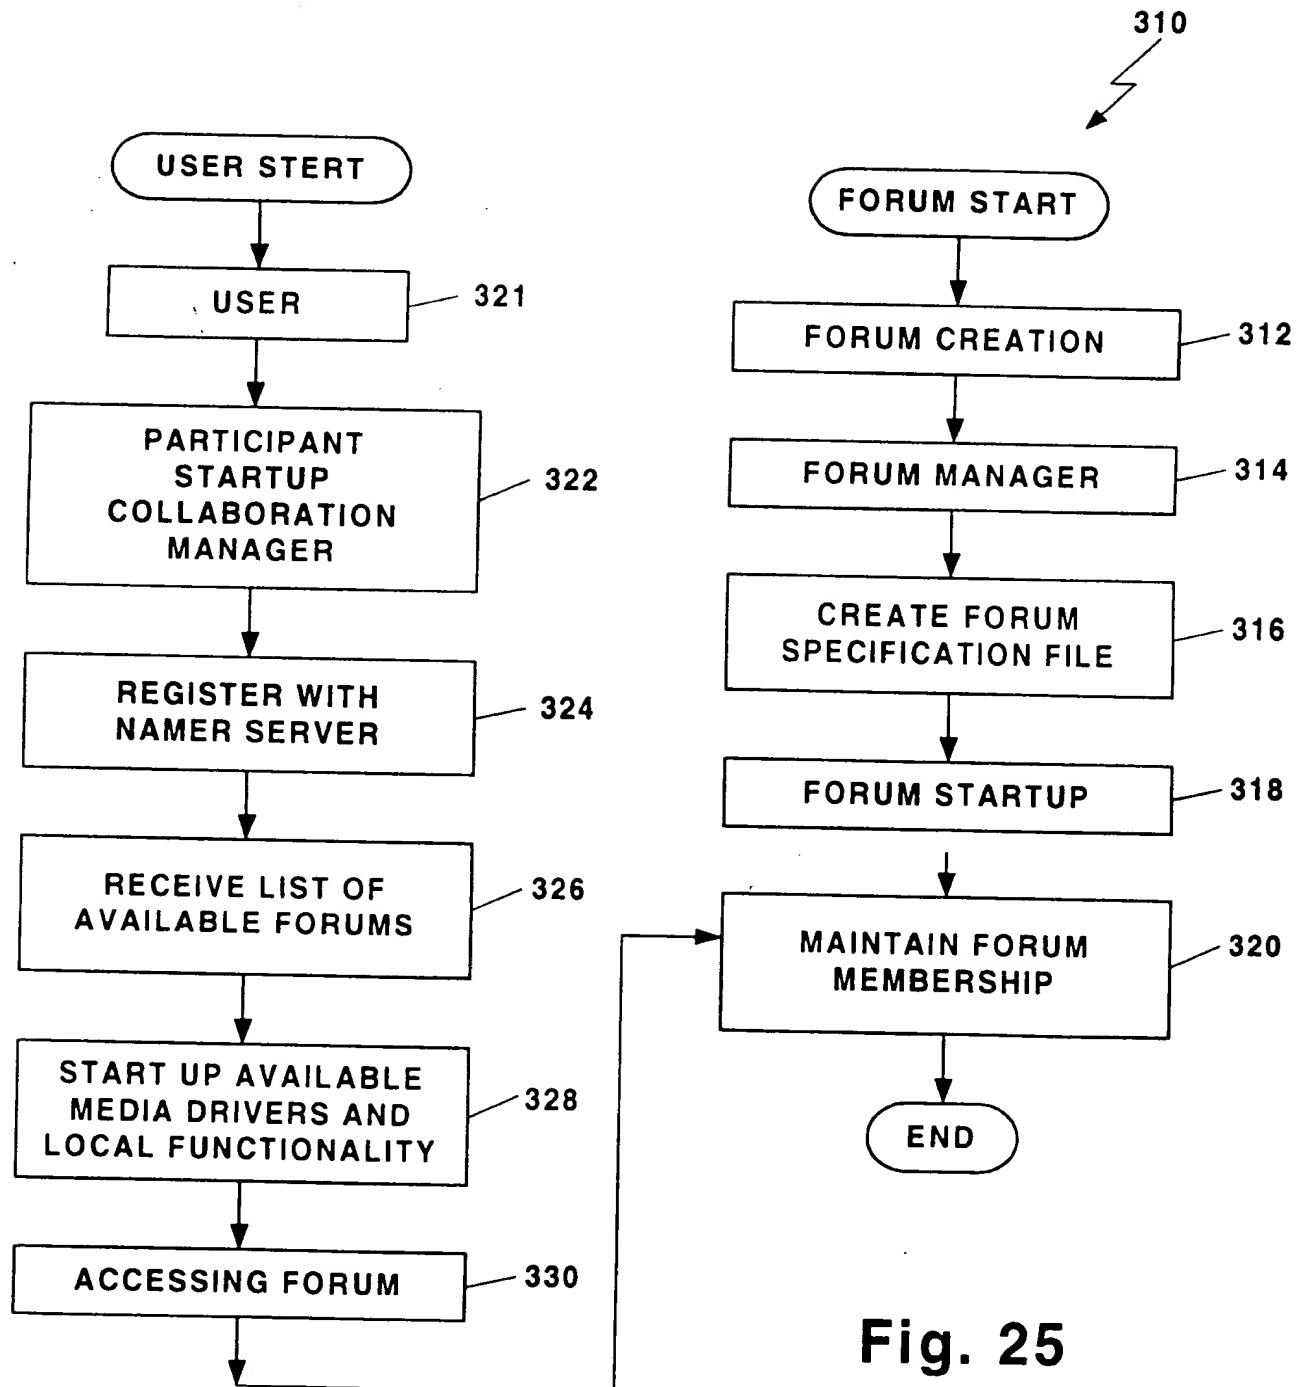 310
USER STERT
USER
321
PARTICIPANT
STARTUP
COLLABORATION
MANAGER
322
REGISTER WITH
NAMER SERVER
324
RECEIVE LIST OF
AVAILABLE FORUMS
326
START UP AVAILABLE
MEDIA DRIVERS AND
LOCAL FUNCTIONALITY
328
ACCESSING FORUM
330
FORUM START
FORUM CREATION
312
FORUM MANAGER
314
CREATE FORUM
SPECIFICATION FILE
316
FORUM STARTUP
318
MAINTAIN FORUM
MEMBERSHIP
320
END
Fig. 25